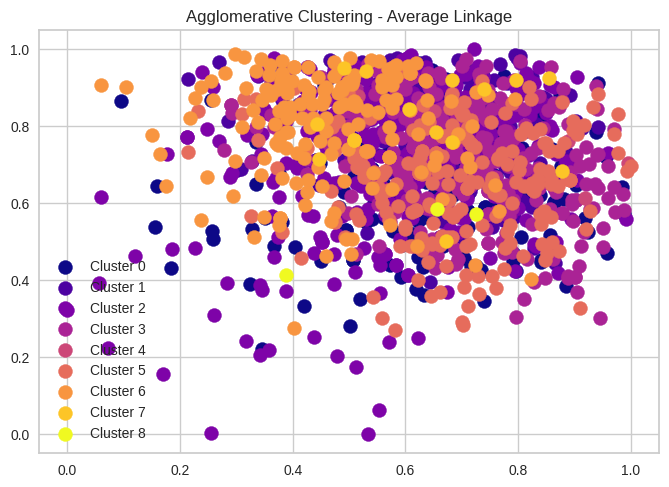 Agglomerative Clustering - Average Linkage
1.0
0.8
0.6
0.4
0.2
0.0
Cluster 0
Cluster 1
Cluster 2
Cluster 3
Cluster 4
Cluster 5
Cluster 6
Cluster 7
Cluster 8
0.0 0.2 0.4 0.6 0.8 1.0